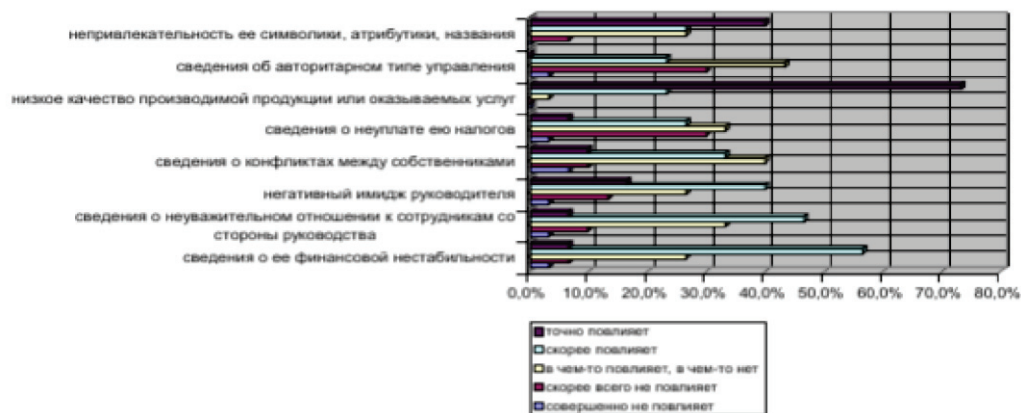 непривлекательность ее символики, атрибутики, названия
сведения об авторитарном типе управления
низкое качество производимой продукции или оказываемых услуг
сведения о неуплате ею налогов
сведения о конфликтах между собственниками
негативный имидж руководителя
сведения о неуважительном отношении к сотрудникам со
стороны руководства
сведения о ее финансовой нестабильности
0,0% 10,0% 20,0% 30,0% 40,0% 50,0% 60,0% 70,0% 80,0%
точно повлияет
скорее повлияет
в чем-то повлияет, в чем-то нет
скорее всего не повлияет
совершенно не повлияет